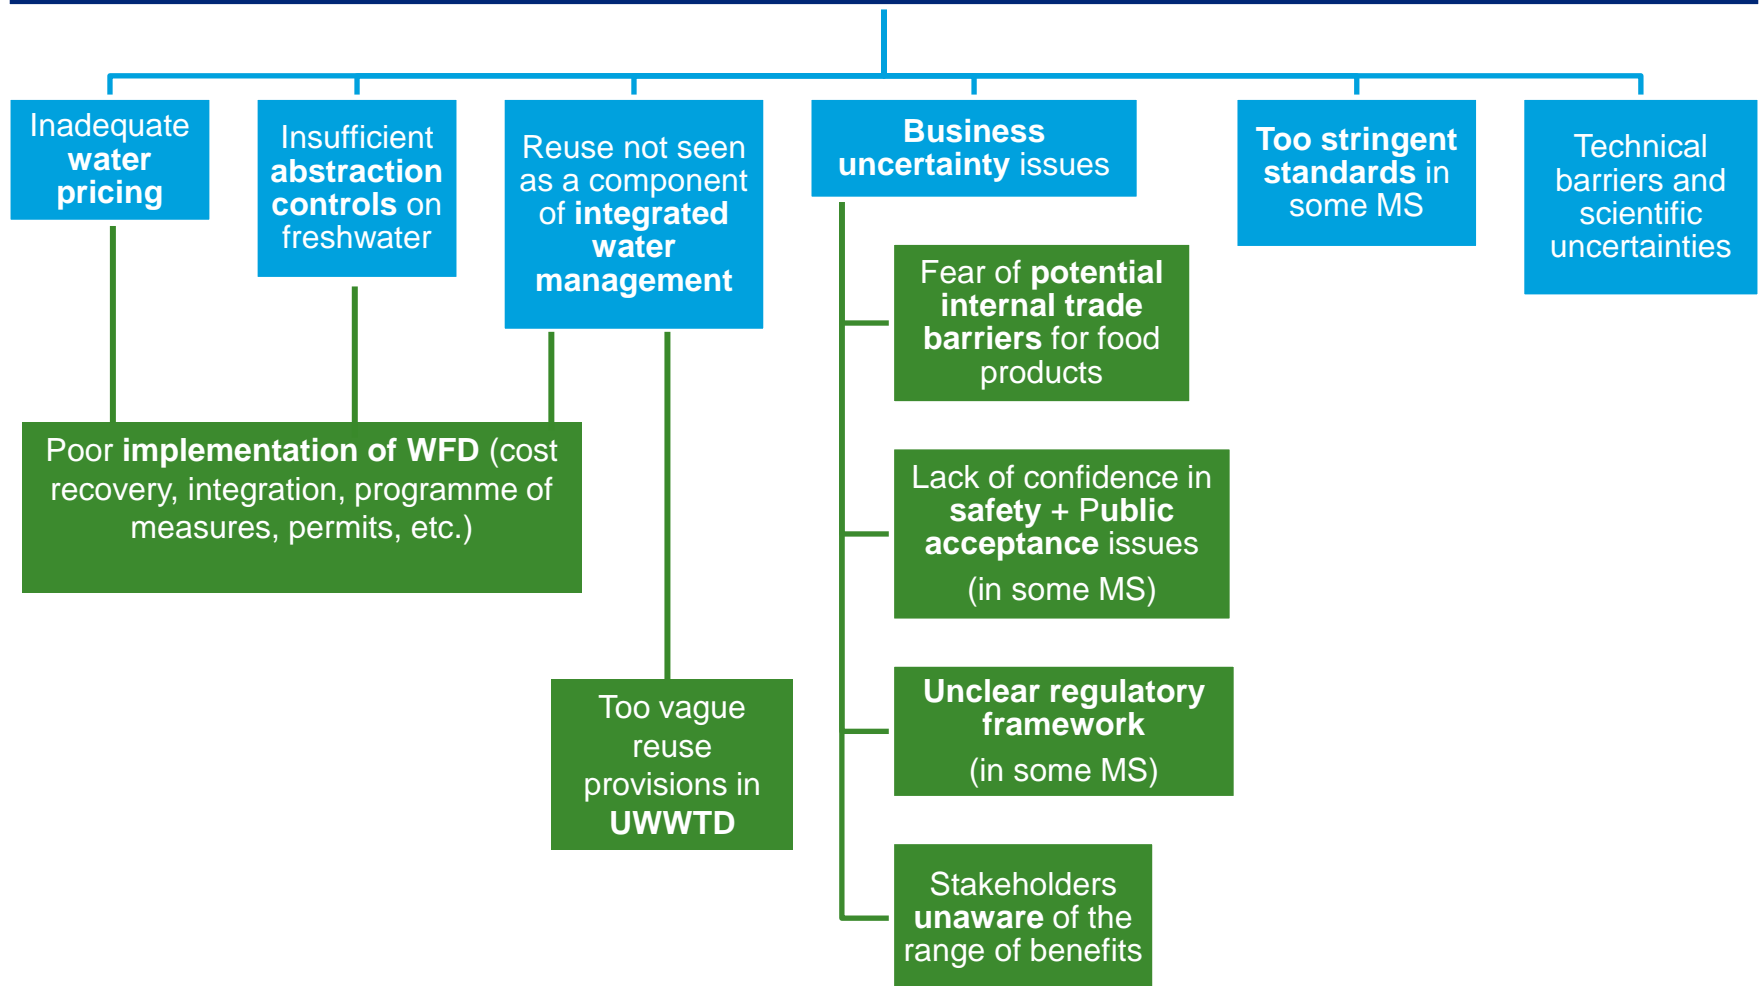 Inadequate
water
pricing
Insufficient
abstraction
controls on
freshwater
Reuse not seen
as a component
of integrated
water
management
Business
uncertainty issues
Too stringent
standards in
some MS
Technical
barriers and
scientific
uncertainties
Poor implementation of WFD (cost
recovery, integration, programme of
measures, permits, etc.)
Too vague
reuse
provisions in
UWWTD
Fear of potential
internal trade
barriers for food
products
Lack of confidence in
safety + Public
acceptance issues
(in some MS)
Unclear regulatory
framework
(in some MS)
Stakeholders
unaware of the
range of benefits